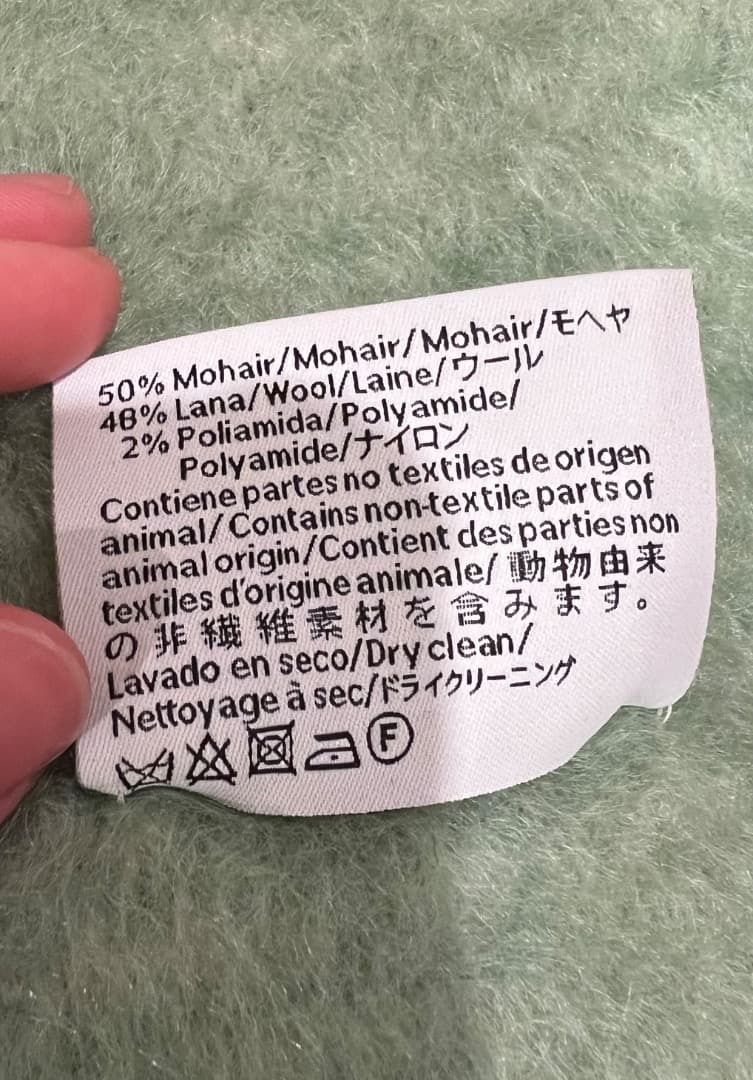 50% Mohair/Mohair/Mohair/モヘヤ
48% Lana/Wool/Laine/ウール
2% Poliamida/Polyamide/
Polyamide/ナイロン
Contiene partes no textiles de origen
animal/Contains non-textile parts of
animal origin/Contient des parties non
textiles d'origine animale/動物由来
の非繊維素材を含みます。
Lavado en seco/Dry clean/
Nettoyage à sec/ドライクリーニング
F